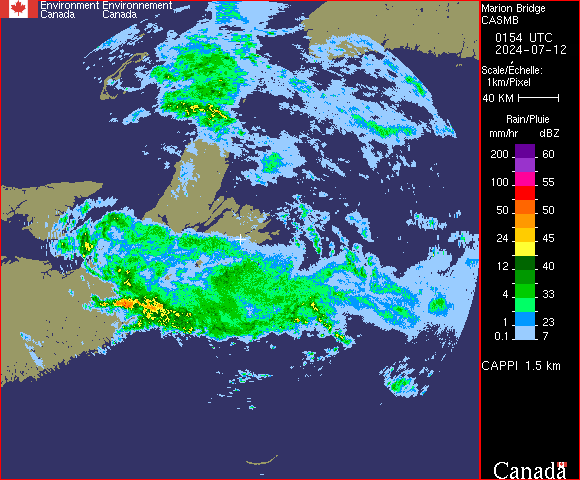 Environment Environnement
Canada Canada
Marion Bridge
CASMB
0154 UTC
2024-07-12
Scale/Échelle:
1km/Pixel
40 KM
Rain/Pluie
mm/hr dBZ
200 60
100 55
50 50
24 45
12 40
4 33
1 23
0.1 7
CAPPI 1.5 km
Canada